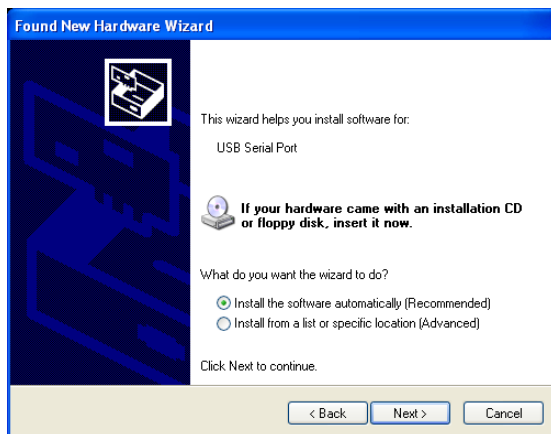 Found New Hardware Wizard
This wizard helps you install software for:
USB Serial Port
If your hardware came with an installation CD
or floppy disk, insert it now.
What do you want the wizard to do?
Install the software automatically (Recommended)
Install from a list or specific location (Advanced)
Click Next to continue.
< Back
Next >
Cancel